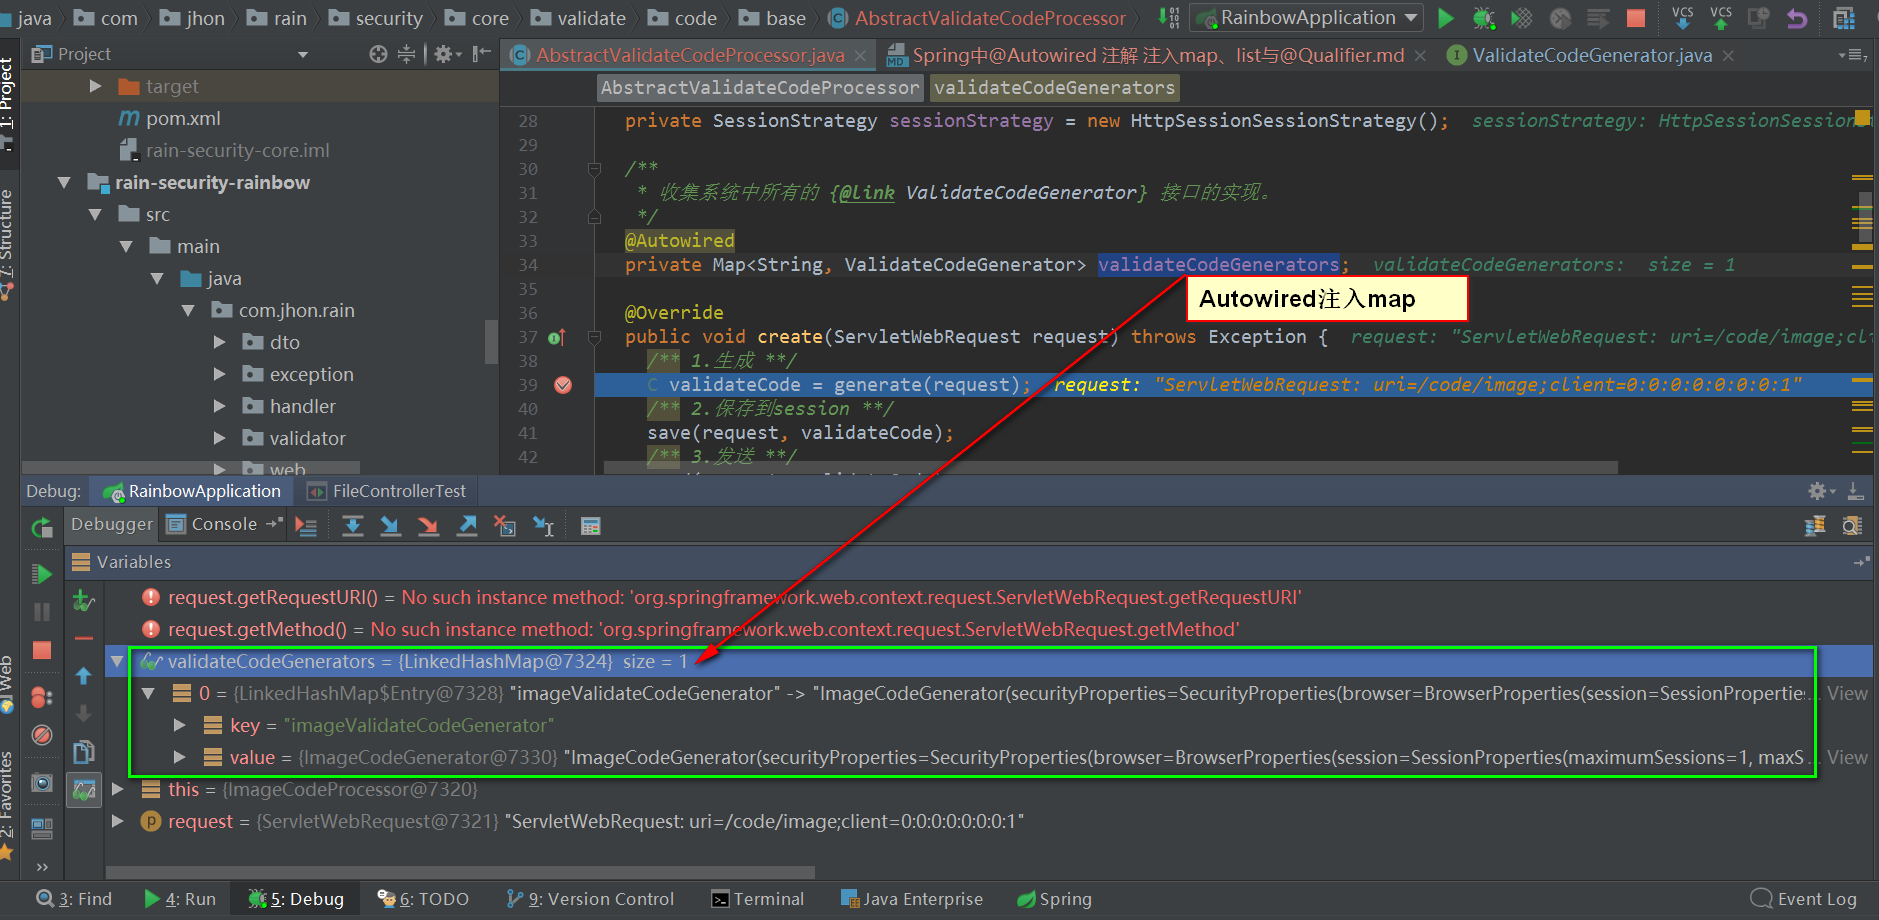 java com jhon rain security core validate code base AbstractValidateCodeProcessor RainbowApplication VCS VCS
Project AbstractValidateCodeProcessor.java Spring中@Autowired 注解 注入map、list与@Qualifier.md ValidateCodeGenerator.java
AbstractValidateCodeProcessor validateCodeGenerators
1: Project
7: Structure
Web
2: Favorites
target
pom.xml
rain-security-core.iml
rain-security-rainbow
src
main
java
com.jhon.rain
dto
exception
handler
validator
web
28 private SessionStrategy sessionStrategy = new HttpSessionSessionStrategy(); sessionStrategy: HttpSessionSession
29
30 /**
31 * 收集系统中所有的 {@link ValidateCodeGenerator} 接口的实现。
32 */
33 @Autowired
34 private Map<String, ValidateCodeGenerator> validateCodeGenerators; validateCodeGenerators: size = 1
35
Autowired注入map
36 @Override
37 public void create(ServletWebRequest request) throws Exception { request: "ServletWebRequest: uri=/code/image;cli
38 /** 1.生成 **/
39 C validateCode = generate(request); request: "ServletWebRequest: uri=/code/image;client=0:0:0:0:0:0:0:1"
40 /** 2.保存到session **/
41 save(request, validateCode);
42 /** 3.发送 **/
Debug: RainbowApplication FileControllerTest
Debugger Console
Variables
request.getRequestURI() = No such instance method: 'org.springframework.web.context.request.ServletWebRequest.getRequestURI'
request.getMethod() = No such instance method: 'org.springframework.web.context.request.ServletWebRequest.getMethod'
validateCodeGenerators = {LinkedHashMap@7324} size = 1
0 = {LinkedHashMap$Entry@7328} "imageValidateCodeGenerator" -> "ImageCodeGenerator(securityProperties=SecurityProperties(browser=BrowserProperties(session=SessionPropertie... View
key = "imageValidateCodeGenerator"
value = {ImageCodeGenerator@7330} "ImageCodeGenerator(securityProperties=SecurityProperties(browser=BrowserProperties(session=SessionProperties(maximumSessions=1, maxS... View
this = {ImageCodeProcessor@7320}
request = {ServletWebRequest@7321} "ServletWebRequest: uri=/code/image;client=0:0:0:0:0:0:0:1"
3: Find 4: Run 5: Debug 6: TODO 9: Version Control Terminal Java Enterprise Spring Event Log